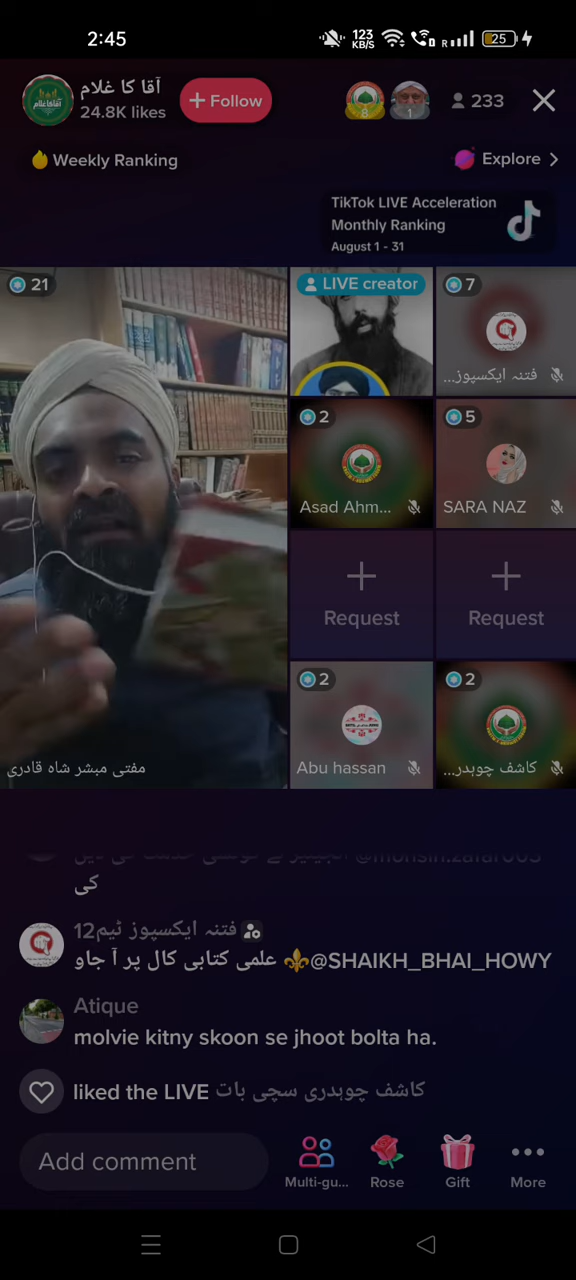 2:45
123
KB/S
R
25
آقا کا غلام
24.8K likes
+ Follow
8
1
233
Weekly Ranking
Explore
TikTok LIVE Acceleration
Monthly Ranking
August 1 - 31
21
LIVE creator
7
فتنہ ایکسپوز...
2
5
Asad Ahm...
SARA NAZ
Request
Request
2
2
مفتی مبشر شاہ قادری
Abu hassan
کاشف چوہدر...
کی
فتنہ ایکسپوز ٹیم12
@SHAIKH_BHAI_HOWY علمی کتابی کال پر آ جاو
Atique
molvie kitny skoon se jhoot bolta ha.
کاشف چوہدری سچی بات liked the LIVE
Add comment
Multi-gu...
Rose
Gift
More